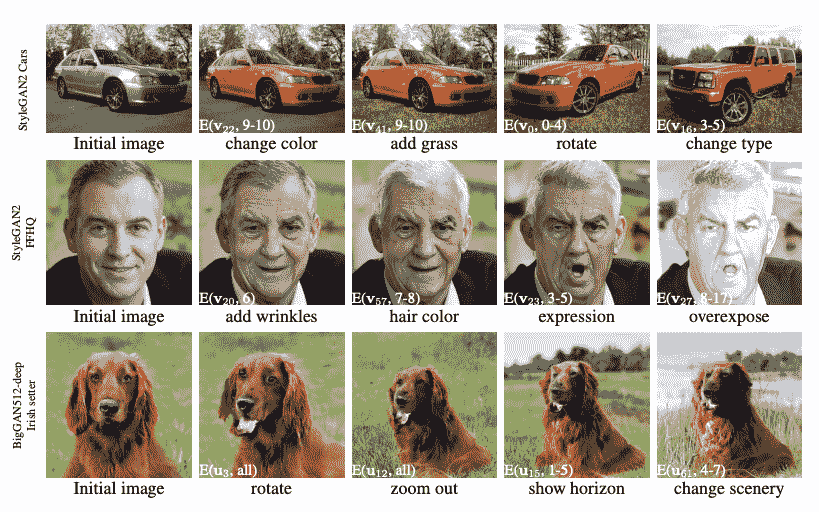 StyleGAN2 Cars
E(v22, 9-10)
E(v41, 9-10)
E(v0, 0-4)
E(v16, 3-5)
Initial image
change color
add grass
rotate
change type
StyleGAN2
FFHQ
E(v20, 6)
E(v57, 7-8)
E(v23, 3-5)
E(v27, 8-17)
Initial image
add wrinkles
hair color
expression
overexpose
BigGAN512-deep
Irish setter
E(u3, all)
E(u12, all)
E(u15, 1-5)
E(u61, 4-7)
Initial image
rotate
zoom out
show horizon
change scenery